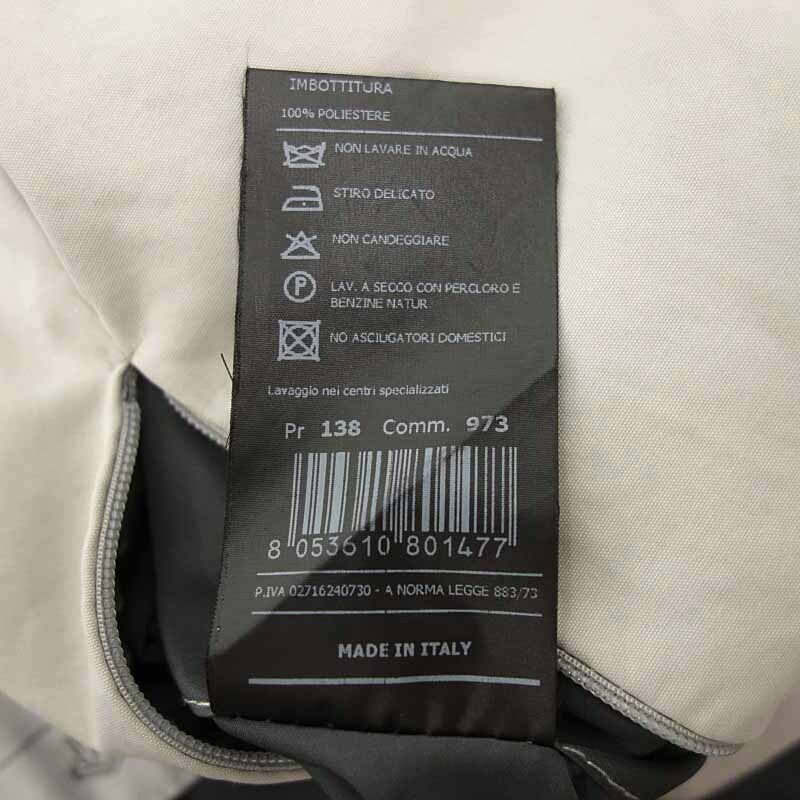 IMBOTTITURA
100% POLIESTERE
NON LAVARE IN ACQUA
STIRO DELICATO
NON CANDEGGIARE
P
LAV. A SECCO CON PERCLORO E
BENZINE NATUR
NO ASCIUGATORI DOMESTICI
Lavaggio nei centri specializzati
Pr 138 Comm. 973
8 053610 801477
P.IVA 02716240730 - A NORMA LEGGE 883/73
MADE IN ITALY